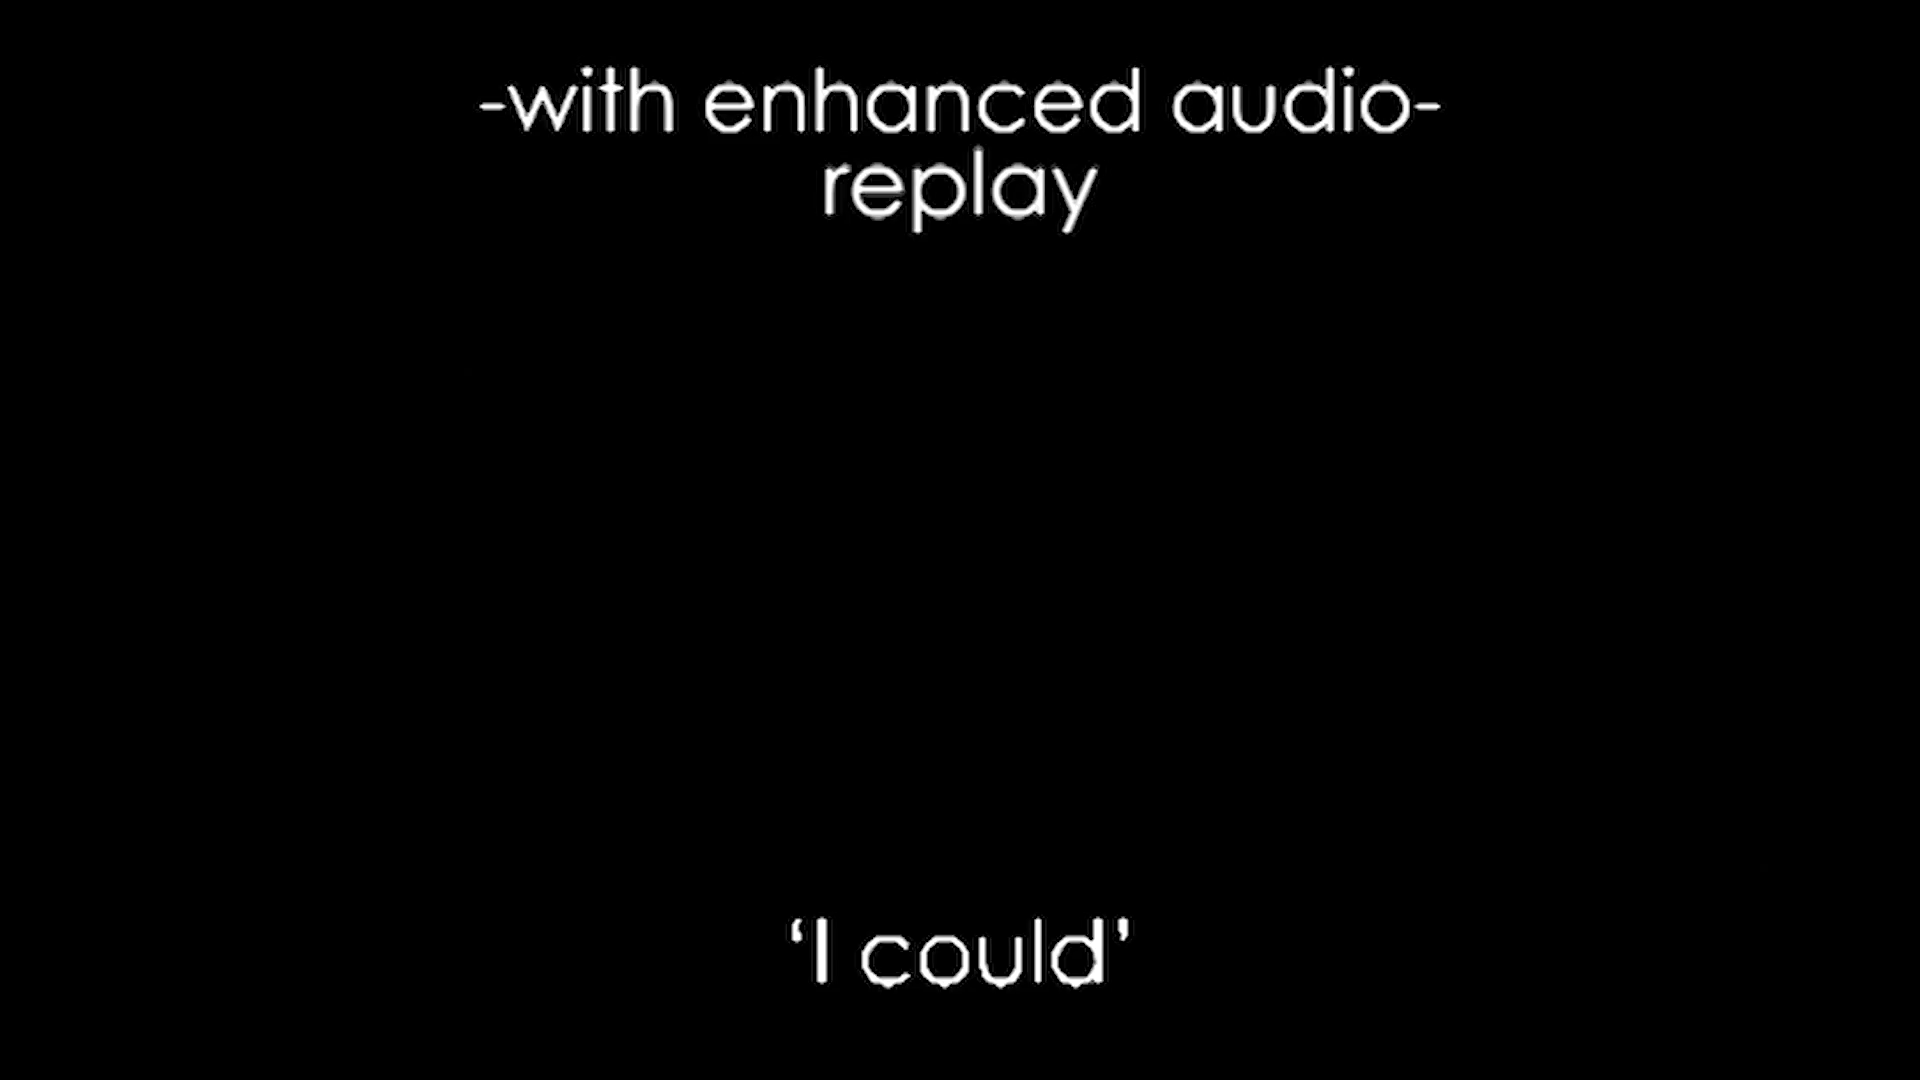 -with enhanced audio-
replay
‘I could’